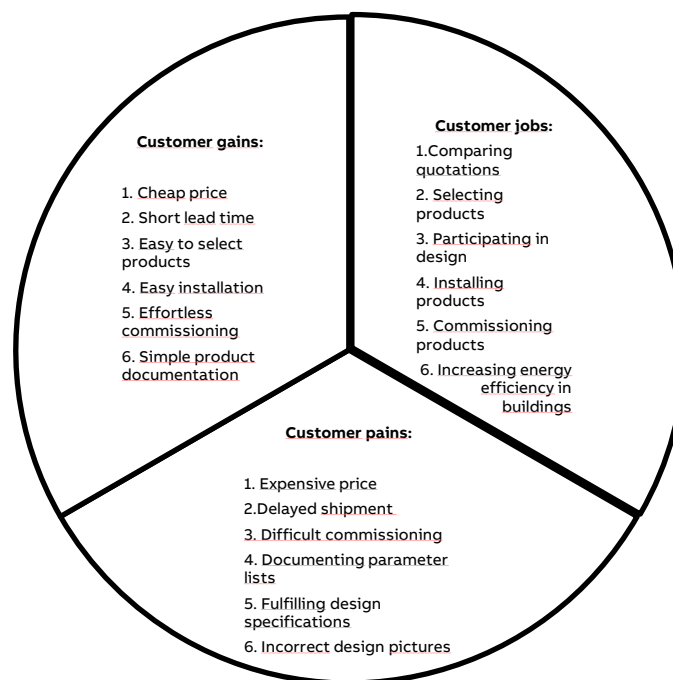 Customer gains:
1. Cheap price
2. Short lead time
3. Easy to select
products
4. Easy installation
5. Effortless
commissioning
6. Simple product
documentation
Customer jobs:
1.Comparing
quotations
2. Selecting
products
3. Participating in
design
4. Installing
products
5. Commissioning
products
6. Increasing energy
efficiency in
buildings
Customer pains:
1. Expensive price
2.Delayed shipment
3. Difficult commissioning
4. Documenting parameter
lists
5. Fulfilling design
specifications
6. Incorrect design pictures